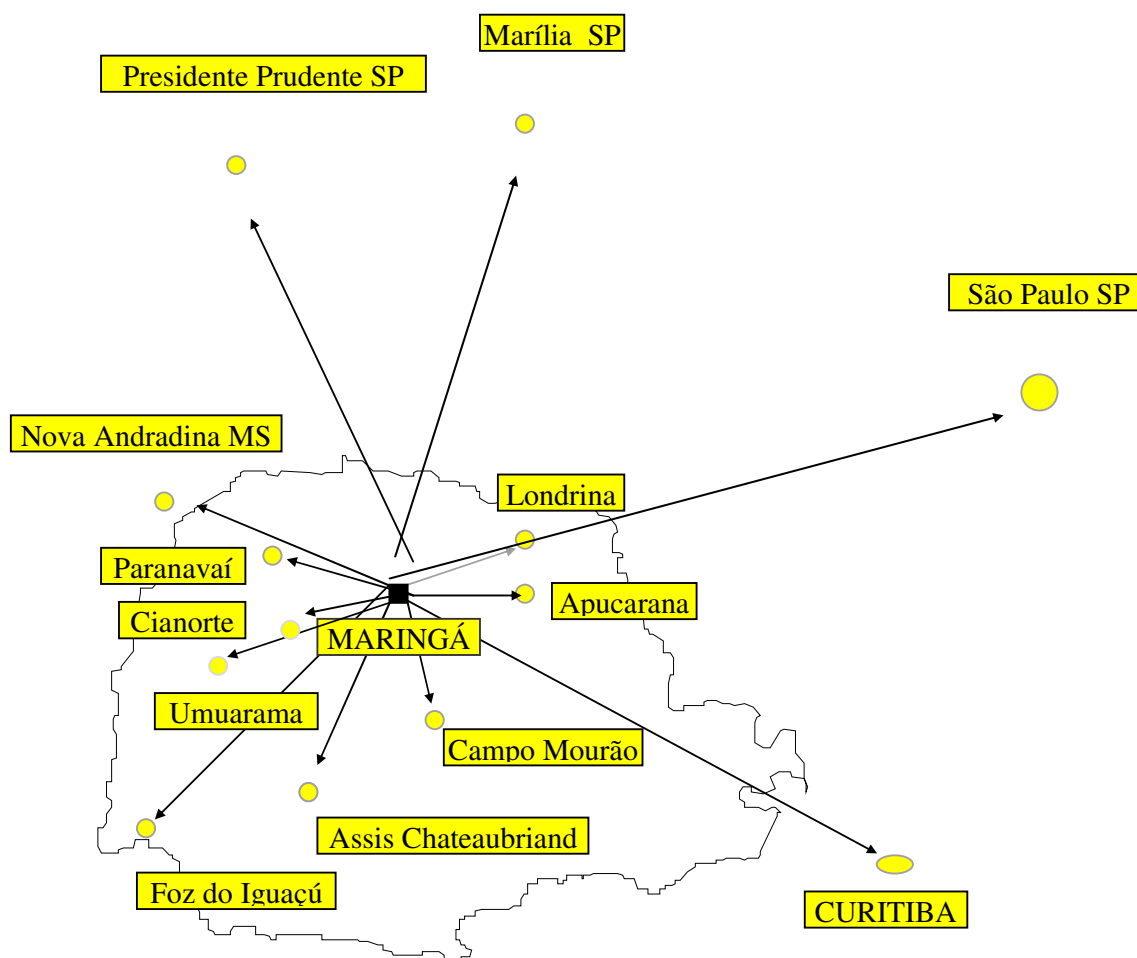 Marília  SP
Presidente Prudente SP
São Paulo SP
Nova Andradina MS
Londrina
Paranavaí
Apucarana
Cianorte
MARINGÁ
Umuarama
Campo Mourão
Assis Chateaubriand
Foz do Iguaçú
CURITIBA